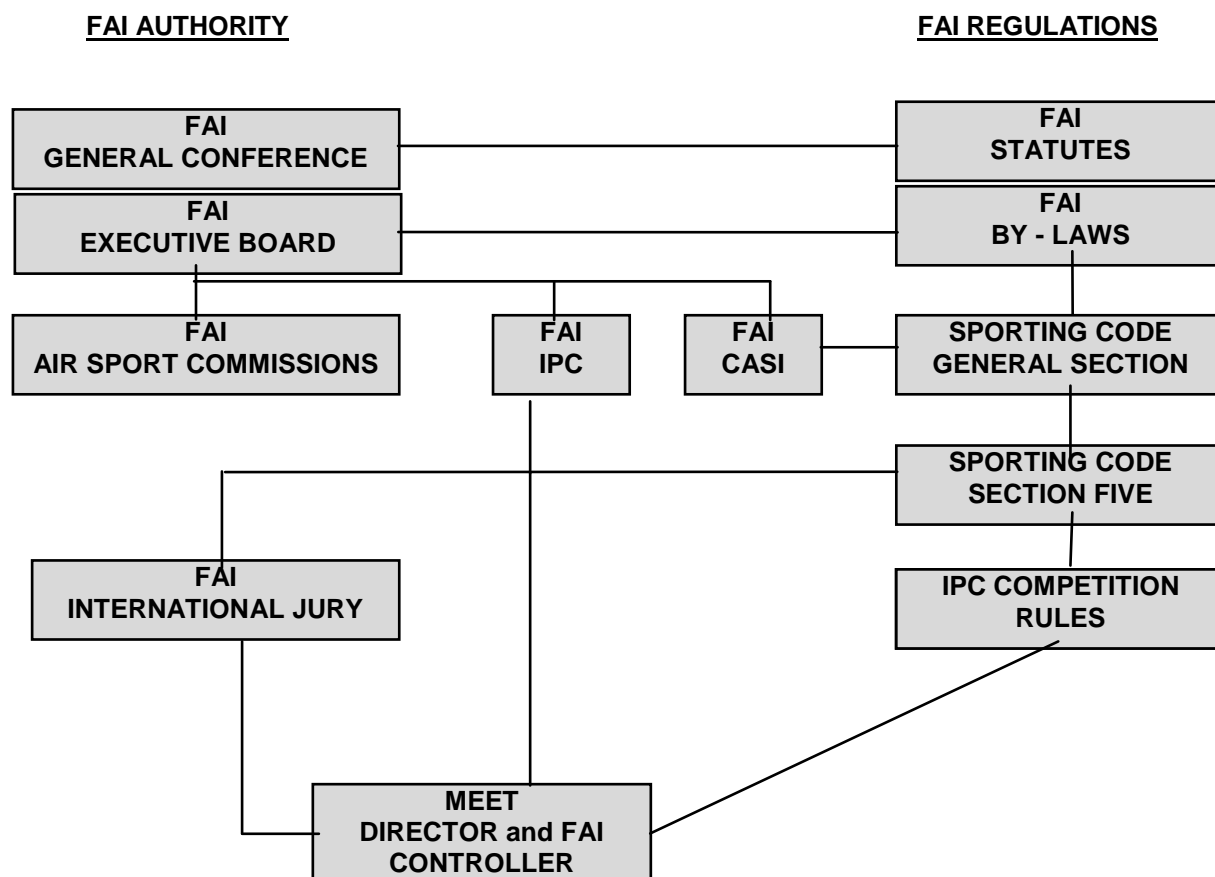 FAI AUTHORITY
FAI REGULATIONS
FAI
GENERAL CONFERENCE
FAI
STATUTES
FAI
EXECUTIVE BOARD
FAI
BY - LAWS
FAI
AIR SPORT COMMISSIONS
FAI
IPC
FAI
CASI
SPORTING CODE
GENERAL SECTION
SPORTING CODE
SECTION FIVE
FAI
INTERNATIONAL JURY
IPC COMPETITION
RULES
MEET
DIRECTOR and FAI
CONTROLLER